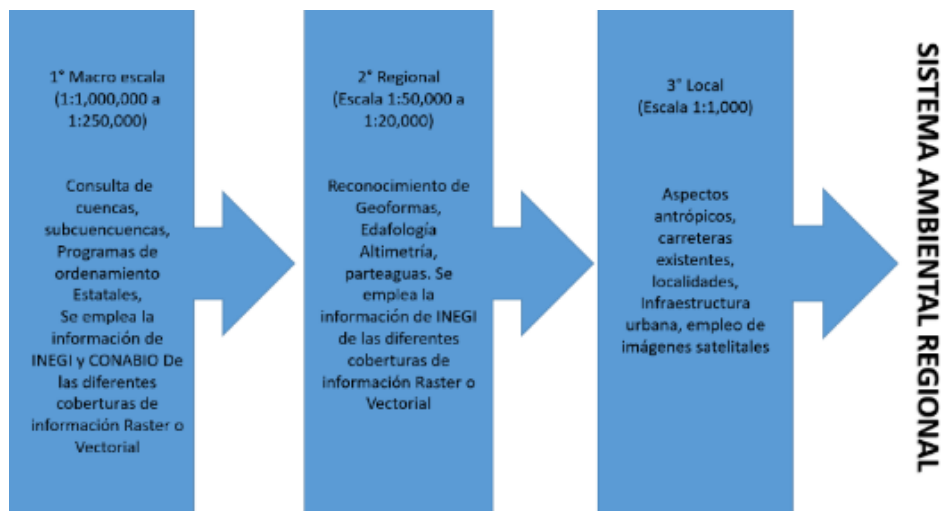 1° Macro escala
(1:1,000,000 a
1:250,000)
Consulta de
cuencas,
subcuencuencas,
Programas de
ordenamiento
Estatales,
Se emplea la
información de
INEGI y CONABIO De
las diferentes
coberturas de
información Raster o
Vectorial
2° Regional
(Escala 1:50,000 a
1:20,000)
Reconocimiento de
Geoformas,
Edafología
Altimetría,
parteaguas. Se
emplea la
información de INEGI
de las diferentes
coberturas de
información Raster o
Vectorial
3° Local
(Escala 1:1,000)
Aspectos
antrópicos,
carreteras
existentes,
localidades,
Infraestructura
urbana, empleo de
imágenes satelitales
SISTEMA AMBIENTAL REGIONAL